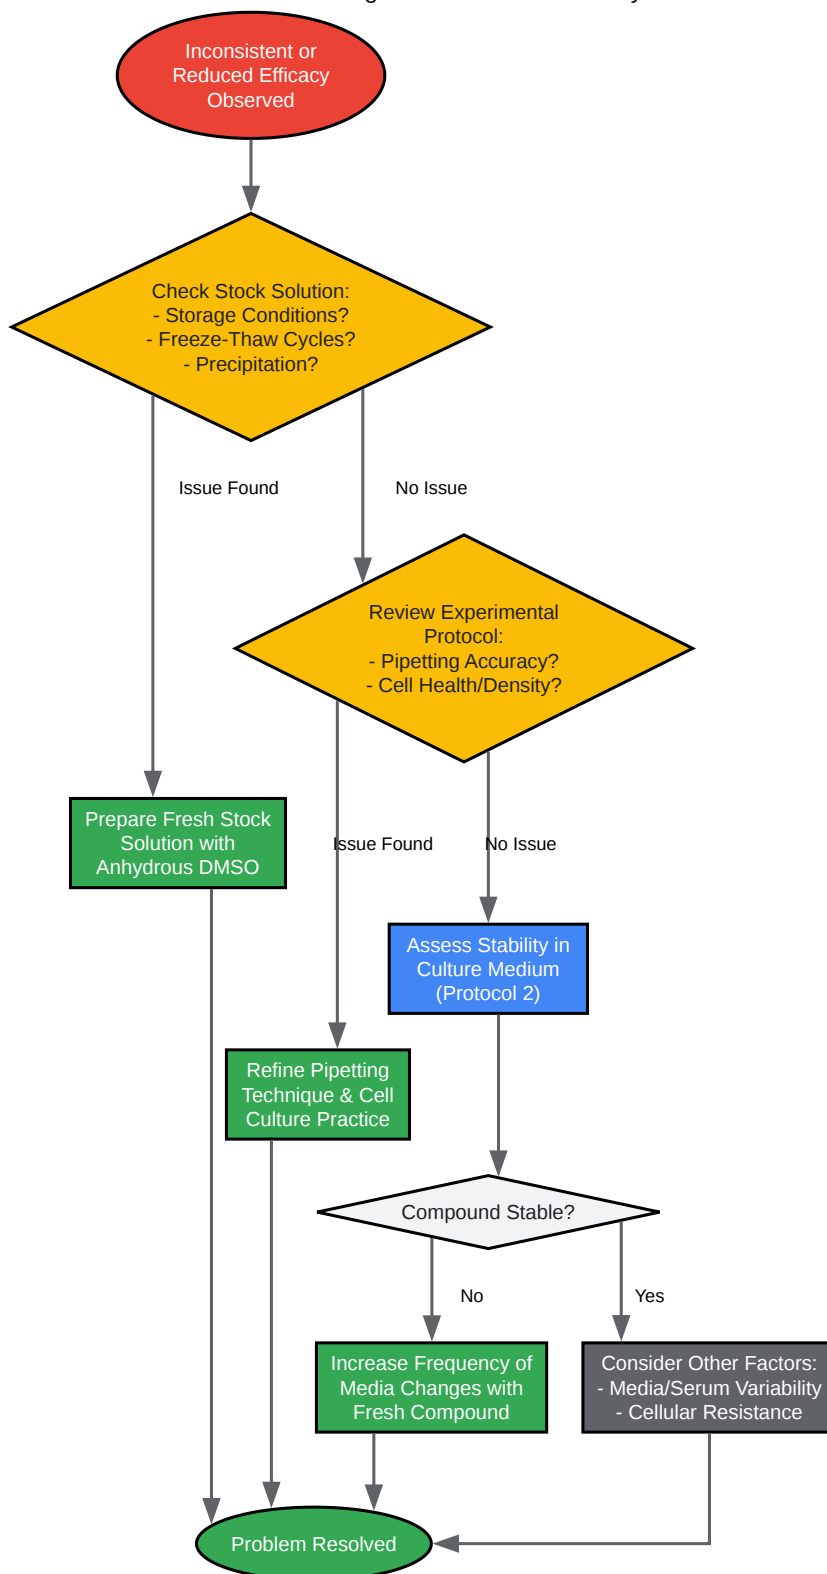 Inconsistent or
Reduced Efficacy
Observed
Check Stock Solution:
- Storage Conditions?
- Freeze-Thaw Cycles?
- Precipitation?
Issue Found
No Issue
Review Experimental
Protocol:
- Pipetting Accuracy?
- Cell Health/Density?
Prepare Fresh Stock
Solution with
Anhydrous DMSO
Issue Found
No Issue
Assess Stability in
Culture Medium
(Protocol 2)
Refine Pipetting
Technique & Cell
Culture Practice
Compound Stable?
No
Yes
Increase Frequency of
Media Changes with
Fresh Compound
Consider Other Factors:
- Media/Serum Variability
- Cellular Resistance
Problem Resolved